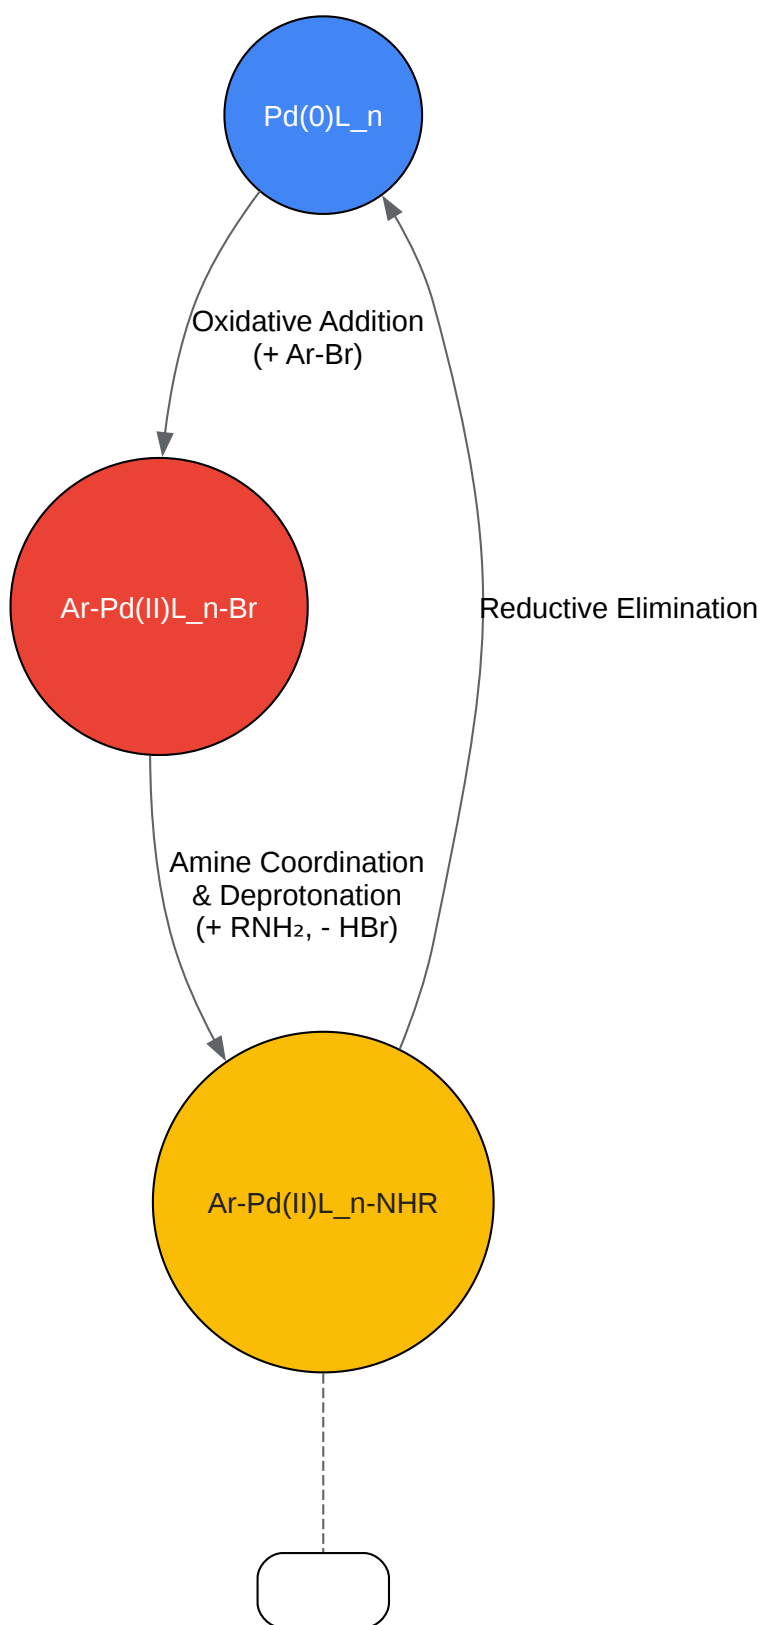 Pd(0)L_n
Oxidative Addition
(+ Ar-Br)
Ar-Pd(II)L_n-Br
Reductive Elimination
Amine Coordination
& Deprotonation
(+ RNH₂, - HBr)
Ar-Pd(II)L_n-NHR